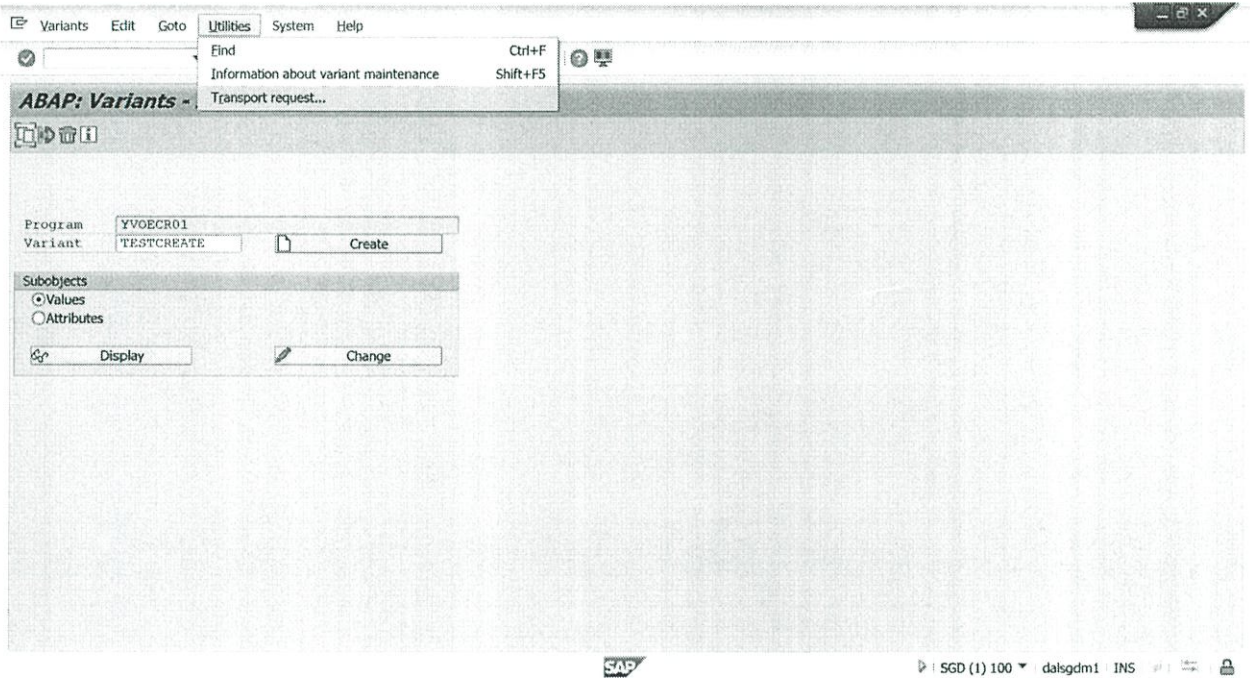 Variants Edit Goto Utilities System Help
Find Ctrl+F
Information about variant maintenance Shift+F5
Transport request...
ABAP: Variants -
Program YVOECR01
Variant TESTCREATE Create
Subobjects
Values
Attributes
Display Change
SAP SGD (1) 100 dalsgdm1 INS